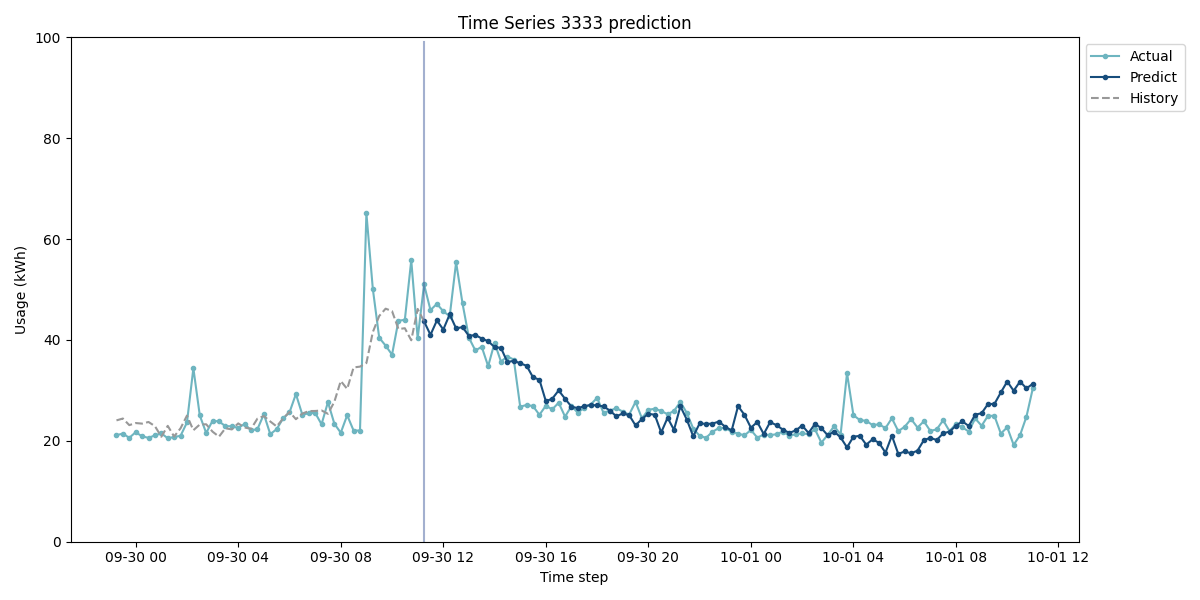 Time Series 3333 prediction
100
80
60
40
20
0
Usage (kWh)
09-30 00
09-30 04
09-30 08
09-30 12
09-30 16
09-30 20
10-01 00
10-01 04
10-01 08
10-01 12
Time step
Actual
Predict
History